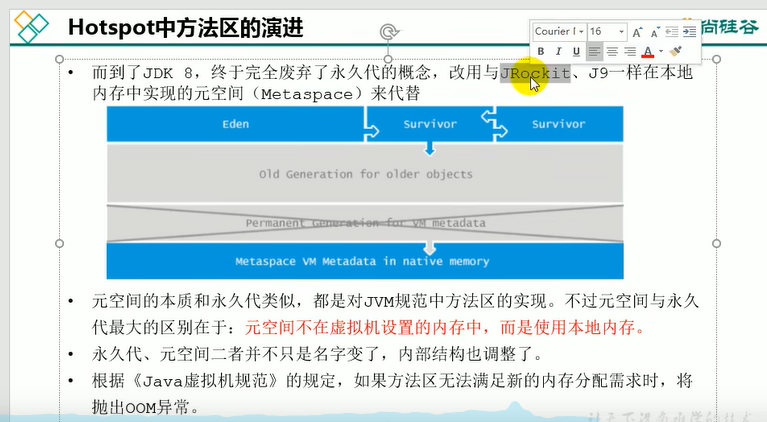 Hotspot中方法区的演进
尚硅谷
Courier
16
B I U A
• 而到了JDK 8，终于完全废弃了永久代的概念，改用与JRockit、J9一样在本地
内存中实现的元空间（Metaspace）来代替
Eden
Survivor
Survivor
Old Generation for older objects
Permanent Generation for VM metadata
Metaspace VM Metadata in native memory
• 元空间的本质和永久代类似，都是对JVM规范中方法区的实现。不过元空间与永久
代最大的区别在于：元空间不在虚拟机设置的内存中，而是使用本地内存。
• 永久代、元空间二者并不只是名字变了，内部结构也调整了。
• 根据《Java虚拟机规范》的规定，如果方法区无法满足新的内存分配需求时，将
抛出OOM异常。